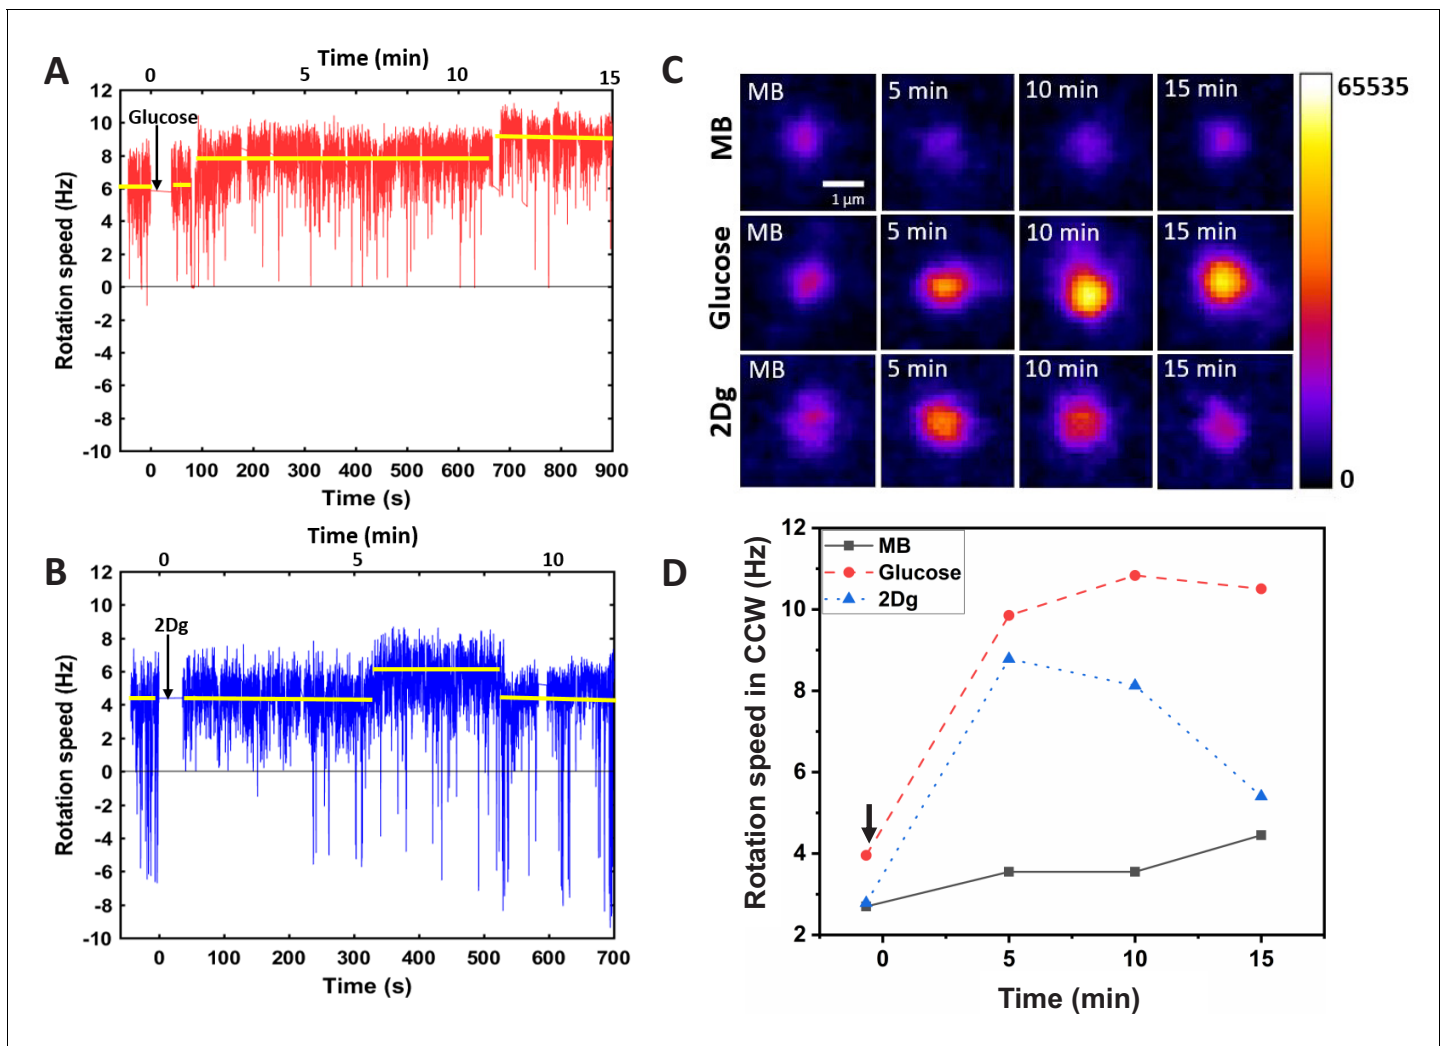 A
Time (min)
0 5 10 15
12
10
8
6
4
2
0
-2
-4
-6
-8
-10
Rotation speed (Hz)
Glucose
0 100 200 300 400 500 600 700 800 900
Time (s)
B
Time (min)
0 5 10
12
10
8
6
4
2
0
-2
-4
-6
-8
-10
Rotation speed (Hz)
2Dg
0 100 200 300 400 500 600 700
Time (s)
C
MB
MB 5 min 10 min 15 min
1 µm
Glucose
MB 5 min 10 min 15 min
2Dg
MB 5 min 10 min 15 min
65535
0
D
MB
Glucose
2Dg
12
10
8
6
4
2
Rotation speed in CCW (Hz)
0 5 10 15
Time (min)